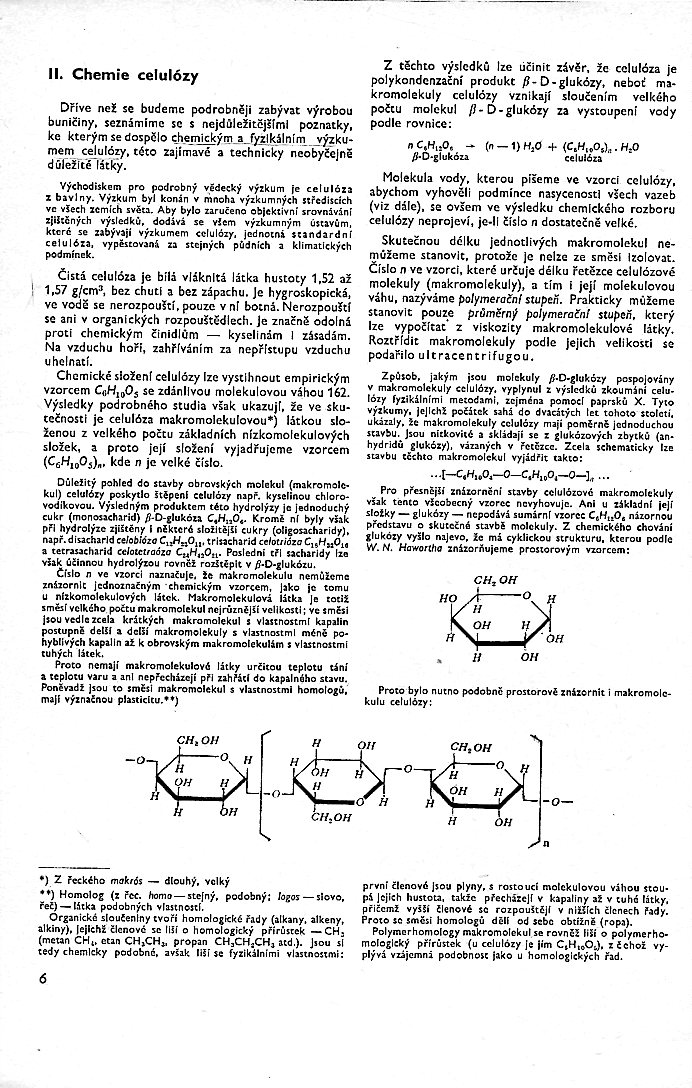 II. Chemie celulózy
Dříve než se budeme podrobněji zabývat výrobou
buničiny, seznámíme se s nejdůležitějšími poznatky,
ke kterým se dospělo chemickým a fyzikálním výzku-
mem celulózy, této zajímavé a technicky neobyčejně
důležité látky.
Východiskem pro podrobný vědecký výzkum je celulóza
z bavlny. Výzkum byl konán v mnoha výzkumných střediscích
ve všech zemích světa. Aby bylo zaručeno objektivní srovnávání
zjištěných výsledků, dodává se všem výzkumným ústavům,
které se zabývají výzkumem celulózy, jednotná standardní
celulóza, vypěstovaná za stejných půdních a klimatických
podmínek.
Čistá celulóza je bílá vláknitá látka hustoty 1,52 až
1,57 g/cm³, bez chuti a bez zápachu. Je hygroskopická,
ve vodě se nerozpouští, pouze v ní botná. Nerozpouští
se ani v organických rozpouštědlech. Je značně odolná
proti chemickým činidlům — kyselinám i zásadám.
Na vzduchu hoří, zahříváním za nepřístupu vzduchu
uhelnatí.
Chemické složení celulózy lze vystihnout empirickým
vzorcem C₆H₁₀O₅ se zdánlivou molekulovou váhou 162.
Výsledky podrobného studia však ukazují, že ve sku-
tečnosti je celulóza makromolekulovou*) látkou slo-
ženou z velkého počtu základních nízkomolekulových
složek, a proto její složení vyjadřujeme vzorcem
(C₆H₁₀O₅)ₙ, kde n je velké číslo.
Důležitý pohled do stavby obrovských molekul (makromole-
kul) celulózy poskytlo štěpení celulózy např. kyselinou chloro-
vodíkovou. Výsledným produktem této hydrolýzy je jednoduchý
cukr (monosacharid) β-D-glukóza C₆H₁₂O₆. Kromě ní byly však
při hydrolýze zjištěny i některé složitější cukry (oligosacharidy),
např. disacharid celobióza C₁₂H₂₂O₁₁, trisacharid celotrióza C₁₈H₃₂O₁₆
a tetrasacharid celotetraóza C₂₄H₄₂O₂₁. Poslední tři sacharidy lze
však účinnou hydrolýzou rovněž rozštěpit v β-D-glukózu.
Číslo n ve vzorci naznačuje, že makromolekulu nemůžeme
znázornit jednoznačným chemickým vzorcem, jako je tomu
u nízkomolekulových látek. Makromolekulová látka je totiž
směsí velkého počtu makromolekul nejrůznější velikosti; ve směsi
jsou vedle zcela krátkých makromolekul s vlastnostmi kapalin
postupně delší a delší makromolekuly s vlastnostmi méně po-
hyblivých kapalin až k obrovským makromolekulám s vlastnostmi
tuhých látek.
Proto nemají makromolekulové látky určitou teplotu tání
a teplotu varu a ani nepřecházejí při zahřátí do kapalného stavu.
Poněvadž jsou to směsi makromolekul s vlastnostmi homologů,
mají význačnou plasticitu.**)
Z těchto výsledků lze učinit závěr, že celulóza je
polykondenzační produkt β-D-glukózy, neboť ma-
kromolekuly celulózy vznikají sloučením velkého
počtu molekul β-D-glukózy za vystoupení vody
podle rovnice:
n C₆H₁₂O₆ → (n — 1) H₂O + (C₆H₁₀O₅)ₙ . H₂O
β-D-glukóza celulóza
Molekula vody, kterou píšeme ve vzorci celulózy,
abychom vyhověli podmínce nasycenosti všech vazeb
(viz dále), se ovšem ve výsledku chemického rozboru
celulózy neprojeví, je-li číslo n dostatečně velké.
Skutečnou délku jednotlivých makromolekul ne-
můžeme stanovit, protože je nelze ze směsi izolovat.
Číslo n ve vzorci, které určuje délku řetězce celulózové
molekuly (makromolekuly), a tím i její molekulovou
váhu, nazýváme polymerační stupeň. Prakticky můžeme
stanovit pouze průměrný polymerační stupeň, který
lze vypočítat z viskozity makromolekulové látky.
Roztřídit makromolekuly podle jejich velikosti se
podařilo ultracentrifugou.
Způsob, jakým jsou molekuly β-D-glukózy pospojovány
v makromolekuly celulózy, vyplynul z výsledků zkoumání celu-
lózy fyzikálními metodami, zejména pomocí paprsků X. Tyto
výzkumy, jejichž počátek sahá do dvacátých let tohoto století,
ukázaly, že makromolekuly celulózy mají poměrně jednoduchou
stavbu. Jsou nitkovité a skládají se z glukózových zbytků (an-
hydridů glukózy), vázaných v řetězce. Zcela schematicky lze
stavbu těchto makromolekul vyjádřit takto:
...[—C₆H₁₀O₄—O—C₆H₁₀O₄—O—]ₙ ...
Pro přesnější znázornění stavby celulózové makromolekuly
však tento všeobecný vzorec nevyhovuje. Ani u základní její
složky — glukózy — nepodává sumární vzorec C₆H₁₂O₆ názornou
představu o skutečné stavbě molekuly. Z chemického chování
glukózy vyšlo najevo, že má cyklickou strukturu, kterou podle
W. N. Hawortha znázorňujeme prostorovým vzorcem:
CH₂ OH
HO O H
H
OH H
H OH
H OH
Proto bylo nutno podobně prostorově znázornit i makromole-
kulu celulózy:
CH₂ OH H OH CH₂ OH
—O— O H H H O H
H OH H —O— H
OH H H OH H
H —O— O H H —O—
H OH CH₂OH H OH
n
*) Z řeckého makrós — dlouhý, velký
**) Homolog (z řec. homo — stejný, podobný; logos — slovo,
řeč) — látka podobných vlastností.
Organické sloučeniny tvoří homologické řady (alkany, alkeny,
alkiny), jejichž členové se liší o homologický přírůstek — CH₂
(metan CH₄, etan CH₃CH₃, propan CH₃CH₂CH₃ atd.). Jsou si
tedy chemicky podobné, avšak liší se fyzikálními vlastnostmi:
první členové jsou plyny, s rostoucí molekulovou váhou stou-
pá jejich hustota, takže přecházejí v kapaliny až v tuhé látky,
přičemž vyšší členové se rozpouštějí v nižších členech řady.
Proto se směsi homologů dělí od sebe obtížně (ropa).
Polymerhomology makromolekul se rovněž liší o polymerho-
mologický přírůstek (u celulózy je jím C₆H₁₀O₅), z čehož vy-
plývá vzájemná podobnost jako u homologických řad.
6